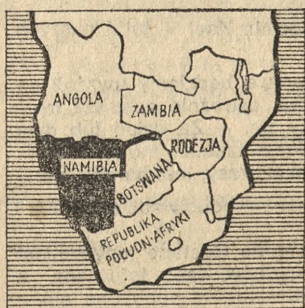 ANGOLA
ZAMBIA
RODEZJA
NAMIBIA
BOTSWANA
REPUBLIKA
POŁUDN. AFRYKI